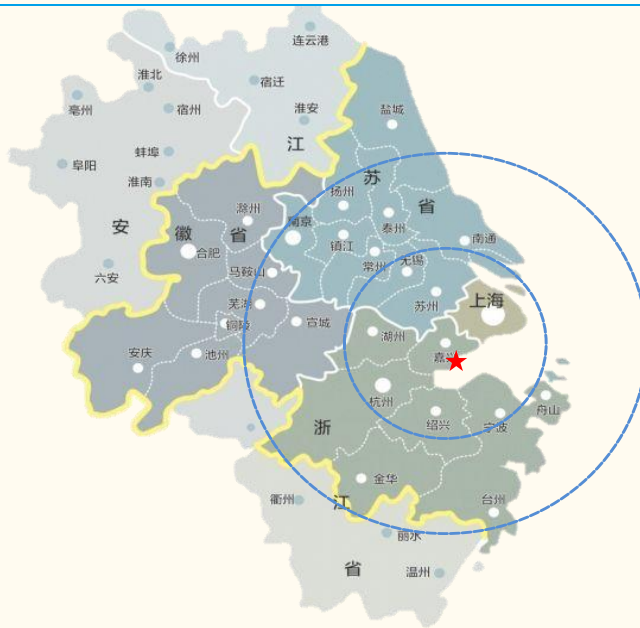 连云港
徐州
淮北
宿迁
亳州
宿州
淮安
盐城
江
蚌埠
阜阳
淮南
苏
扬州
省
滁州
南京
泰州
安
徽
省
镇江
南通
合肥
常州
无锡
六安
马鞍山
上海
芜湖
苏州
铜陵
宣城
湖州
安庆
池州
嘉兴
杭州
舟山
浙
绍兴
宁波
金华
衢州
江
台州
丽水
省
温州